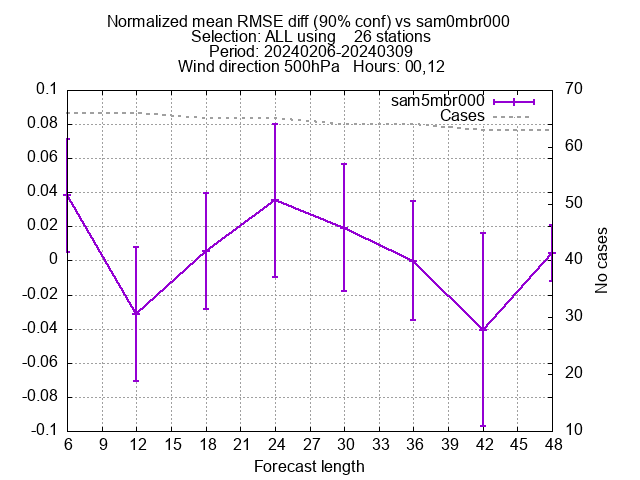 Normalized mean RMSE diff (90% conf) vs sam0mbr000
Selection: ALL using    26 stations
Period: 20240206-20240309
Wind direction 500hPa   Hours: 00,12
sam5mbr000
Cases
0.1
0.08
0.06
0.04
0.02
0
-0.02
-0.04
-0.06
-0.08
-0.1
70
60
50
40
30
20
10
No cases
6 9 12 15 18 21 24 27 30 33 36 39 42 45 48
Forecast length